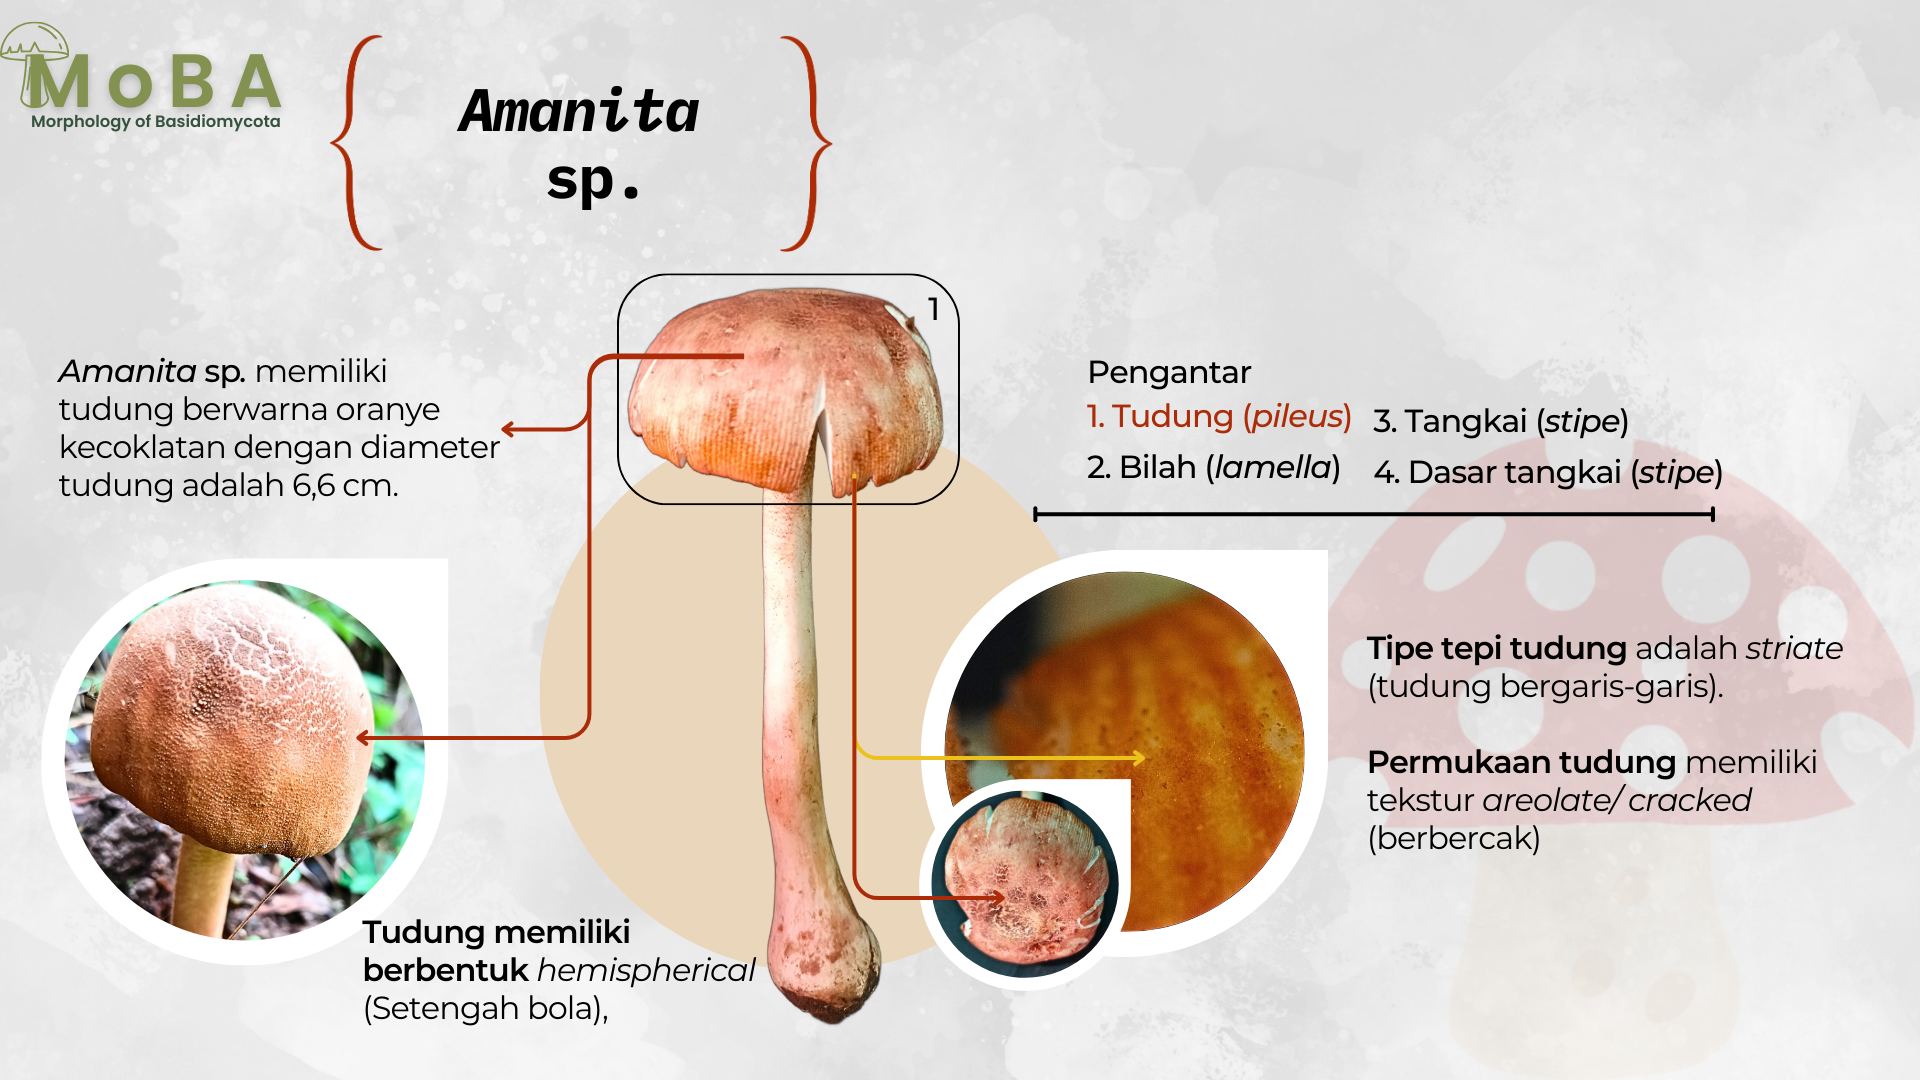 MoBA
Morphology of Basidiomycota
Amanita
sp.
1
Amanita sp. memiliki
tudung berwarna oranye
kecoklatan dengan diameter
tudung adalah 6,6 cm.
Pengantar
1. Tudung (pileus)
2. Bilah (lamella)
3. Tangkai (stipe)
4. Dasar tangkai (stipe)
Tipe tepi tudung adalah striate
(tudung bergaris-garis).
Permukaan tudung memiliki
tekstur areolate/ cracked
(berbercak)
Tudung memiliki
berbentuk hemispherical
(Setengah bola),